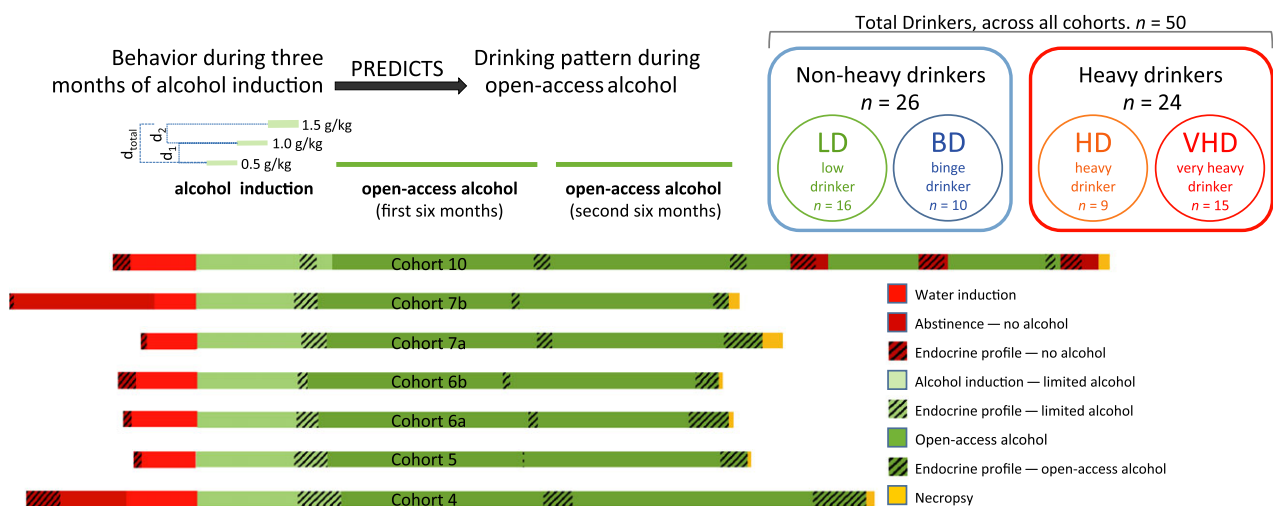 Total Drinkers, across all cohorts. n = 50
Behavior during three
months of alcohol induction
PREDICTS
Drinking pattern during
open-access alcohol
Non-heavy drinkers
n = 26
LD
low
drinker
n = 16
BD
binge
drinker
n = 10
Heavy drinkers
n = 24
HD
heavy
drinker
n = 9
VHD
very heavy
drinker
n = 15
dtotal
d2
d1
1.5 g/kg
1.0 g/kg
0.5 g/kg
alcohol induction
open-access alcohol
(first six months)
open-access alcohol
(second six months)
Cohort 10
Cohort 7b
Cohort 7a
Cohort 6b
Cohort 6a
Cohort 5
Cohort 4
Water induction
Abstinence — no alcohol
Endocrine profile — no alcohol
Alcohol induction — limited alcohol
Endocrine profile — limited alcohol
Open-access alcohol
Endocrine profile — open-access alcohol
Necropsy